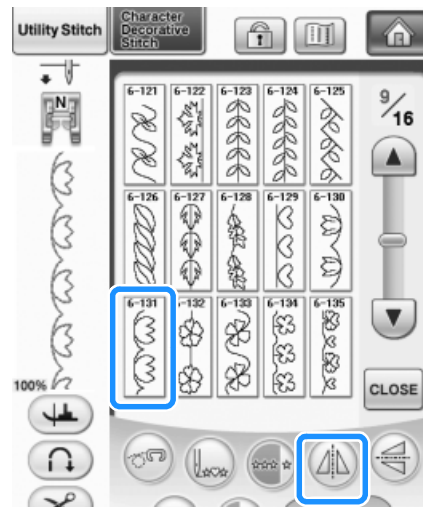 Utility Stitch
Character
Decorative
Stitch
N
6-121 6-122 6-123 6-124 6-125
9/16
6-126 6-127 6-128 6-129 6-130
6-131 6-132 6-133 6-134 6-135
100%
CLOSE